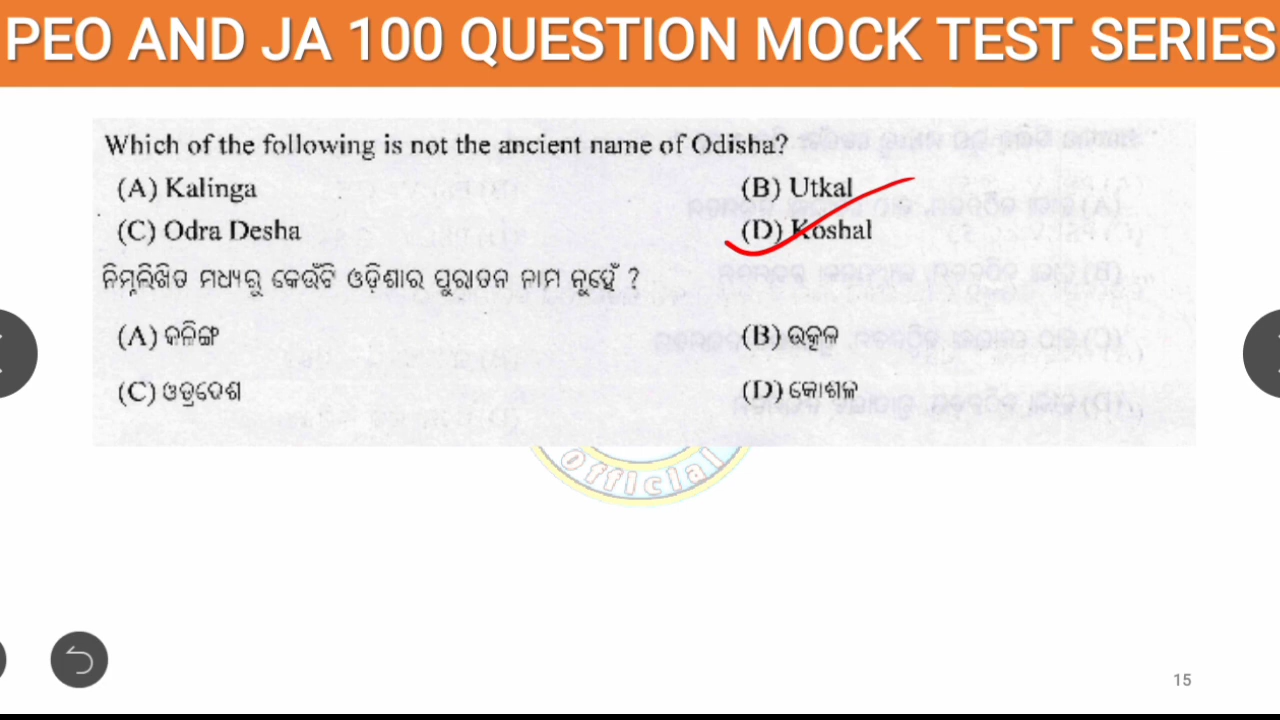 PEO AND JA 100 QUESTION MOCK TEST SERIES
Which of the following is not the ancient name of Odisha?
(A) Kalinga (B) Utkal
(C) Odra Desha (D) Koshal
ନିମ୍ନଲିଖିତ ମଧ୍ୟରୁ କେଉଁଟି ଓଡ଼ିଶାର ପୁରାତନ ନାମ ନୁହେଁ ?
(A) କଳିଙ୍ଗ (B) ଉତ୍କଳ
(C) ଓଡ୍ରଦେଶ (D) କୋଶଳ
Official
15